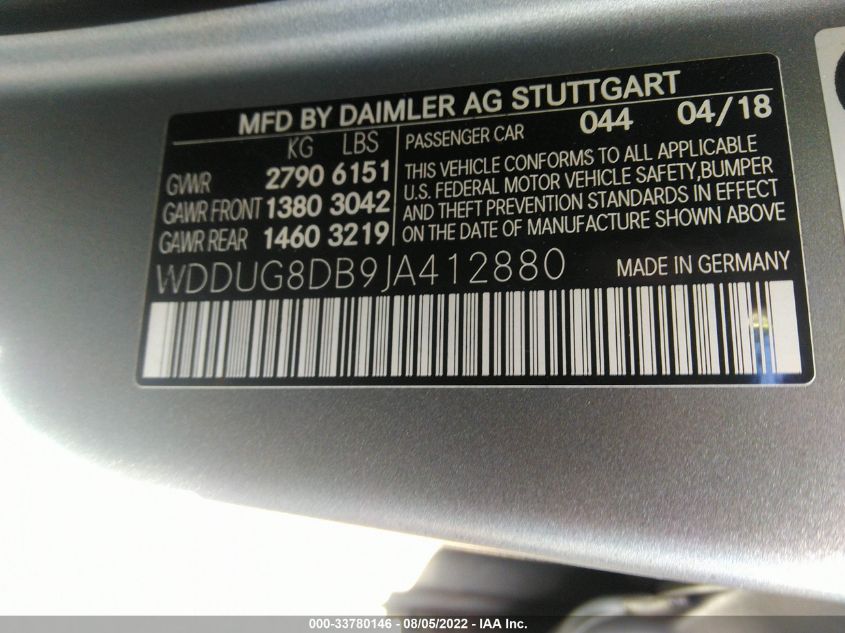 MFD BY DAIMLER AG STUTTGART
KG LBS
GVWR 2790 6151
GAWR FRONT 1380 3042
GAWR REAR 1460 3219
PASSENGER CAR 044 04/18
THIS VEHICLE CONFORMS TO ALL APPLICABLE
U.S. FEDERAL MOTOR VEHICLE SAFETY, BUMPER
AND THEFT PREVENTION STANDARDS IN EFFECT
ON THE DATE OF MANUFACTURE SHOWN ABOVE
WDDUG8DB9JA412880 MADE IN GERMANY
000-33780146 - 08/05/2022 - IAA Inc.